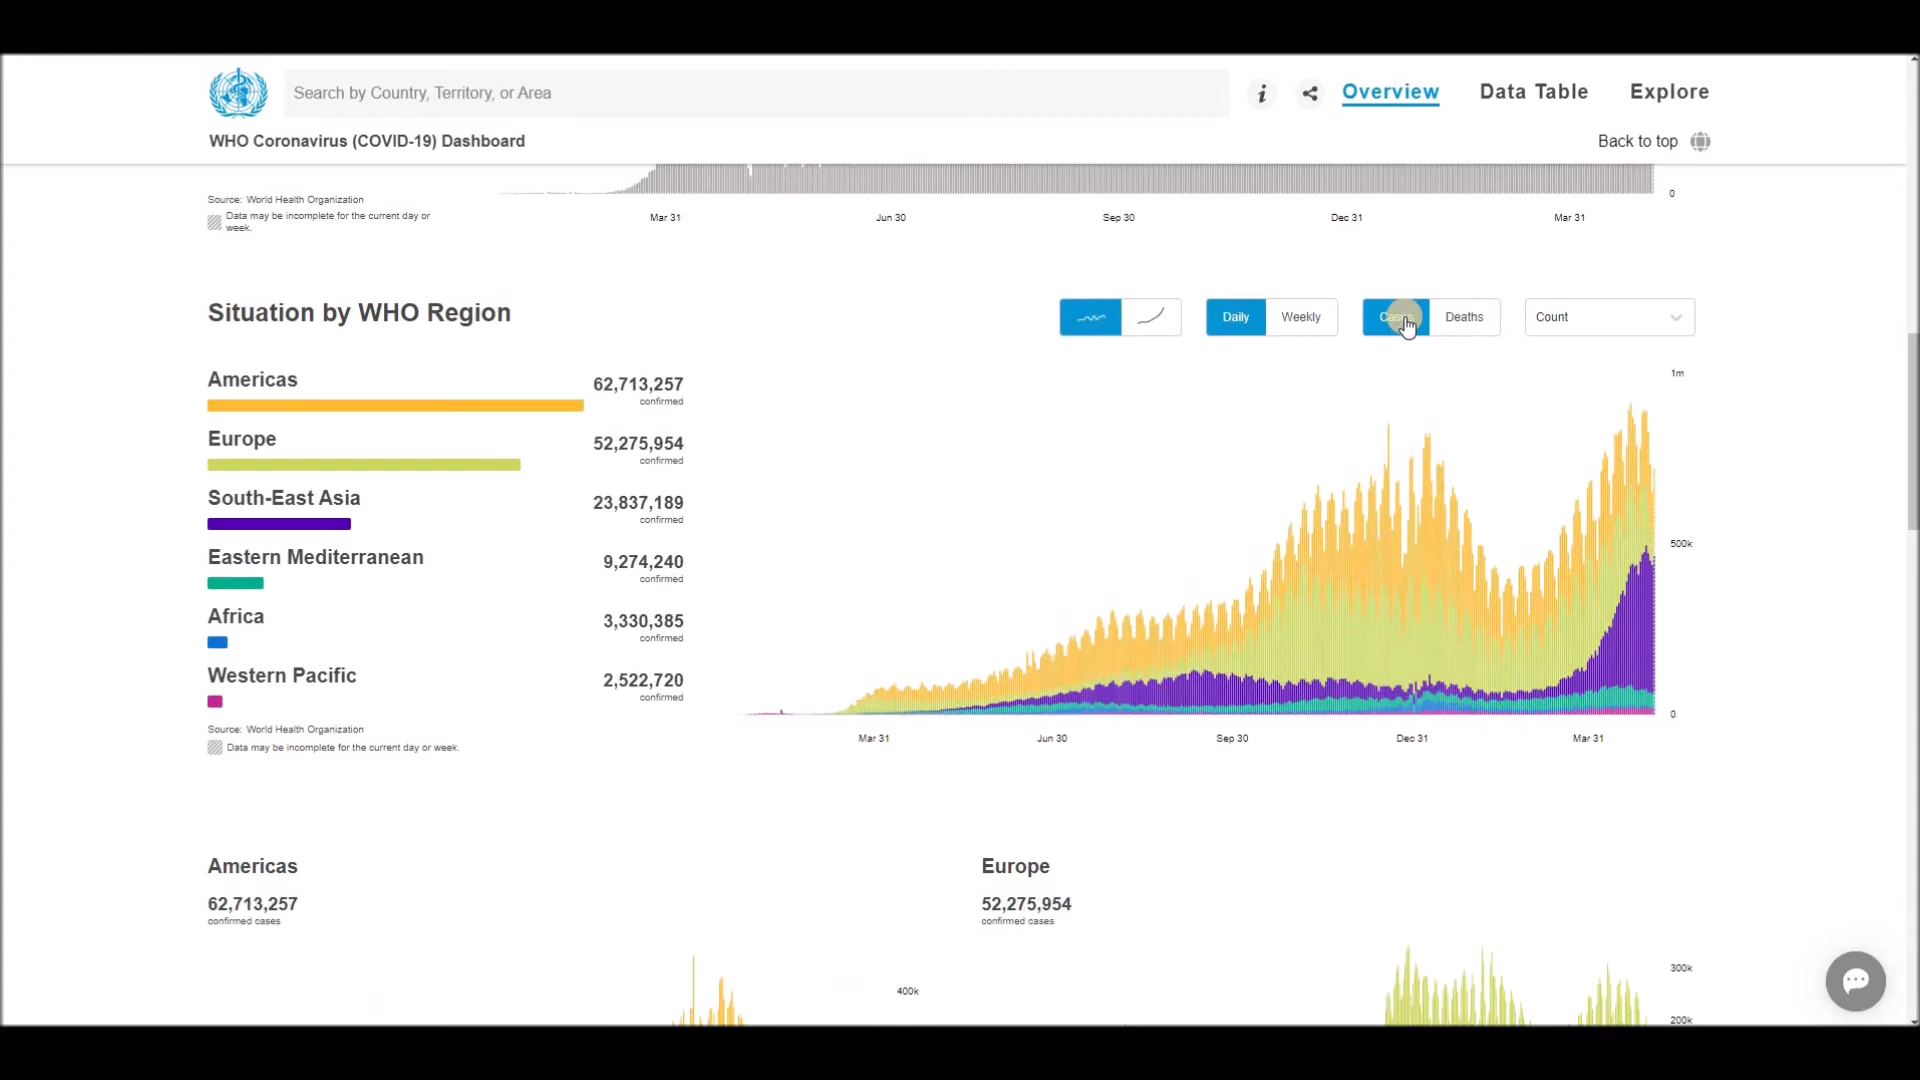 Search by Country, Territory, or Area
i
Overview
Data Table
Explore
WHO Coronavirus (COVID-19) Dashboard
Back to top
0
Source: World Health Organization
Data may be incomplete for the current day or
week.
Mar 31
Jun 30
Sep 30
Dec 31
Mar 31
Situation by WHO Region
Daily
Weekly
Cases
Deaths
Count
Americas
62,713,257
confirmed
Europe
52,275,954
confirmed
South-East Asia
23,837,189
confirmed
Eastern Mediterranean
9,274,240
confirmed
Africa
3,330,385
confirmed
Western Pacific
2,522,720
confirmed
Source: World Health Organization
Data may be incomplete for the current day or week.
1m
500k
0
Mar 31
Jun 30
Sep 30
Dec 31
Mar 31
Americas
62,713,257
confirmed cases
400k
Europe
52,275,954
confirmed cases
300k
200k